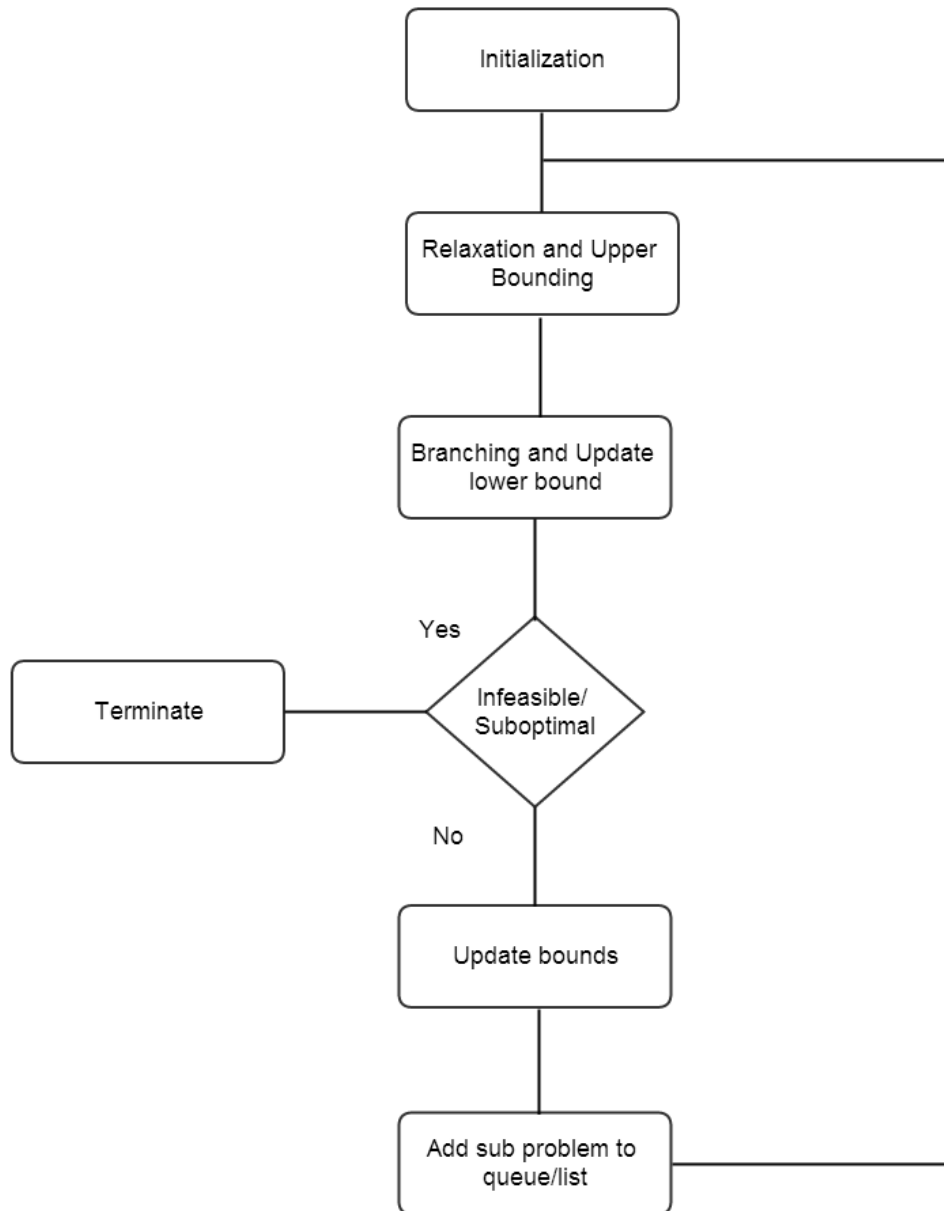 Initialization
Relaxation and Upper
Bounding
Branching and Update
lower bound
Yes
Terminate
Infeasible/
Suboptimal
No
Update bounds
Add sub problem to
queue/list